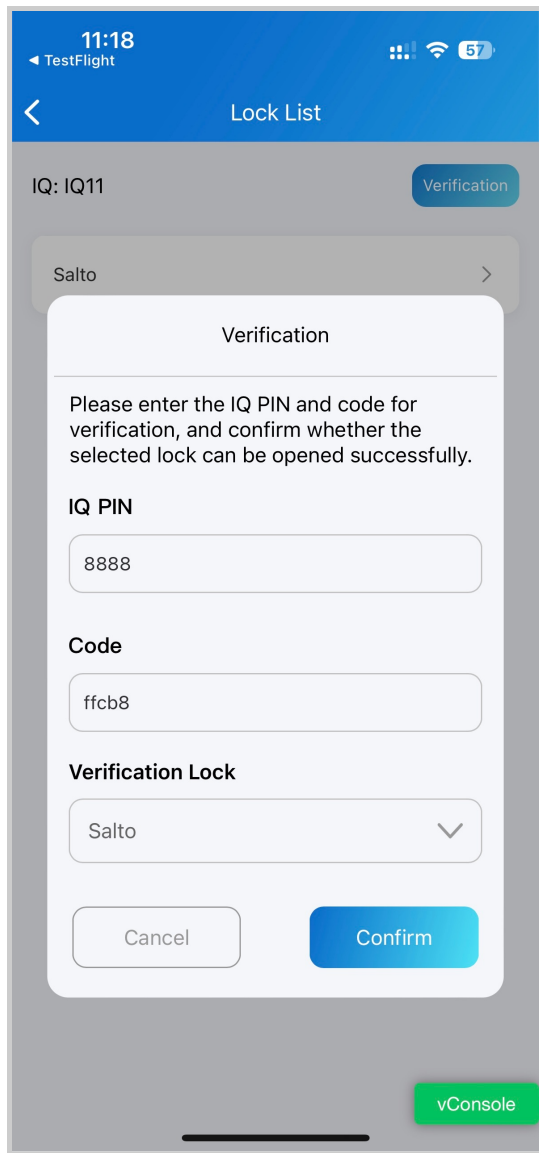 11:18
◀ TestFlight
57
Lock List
IQ: IQ11
Verification
Salto
Verification
Please enter the IQ PIN and code for
verification, and confirm whether the
selected lock can be opened successfully.
IQ PIN
8888
Code
ffcb8
Verification Lock
Salto
Cancel
Confirm
vConsole